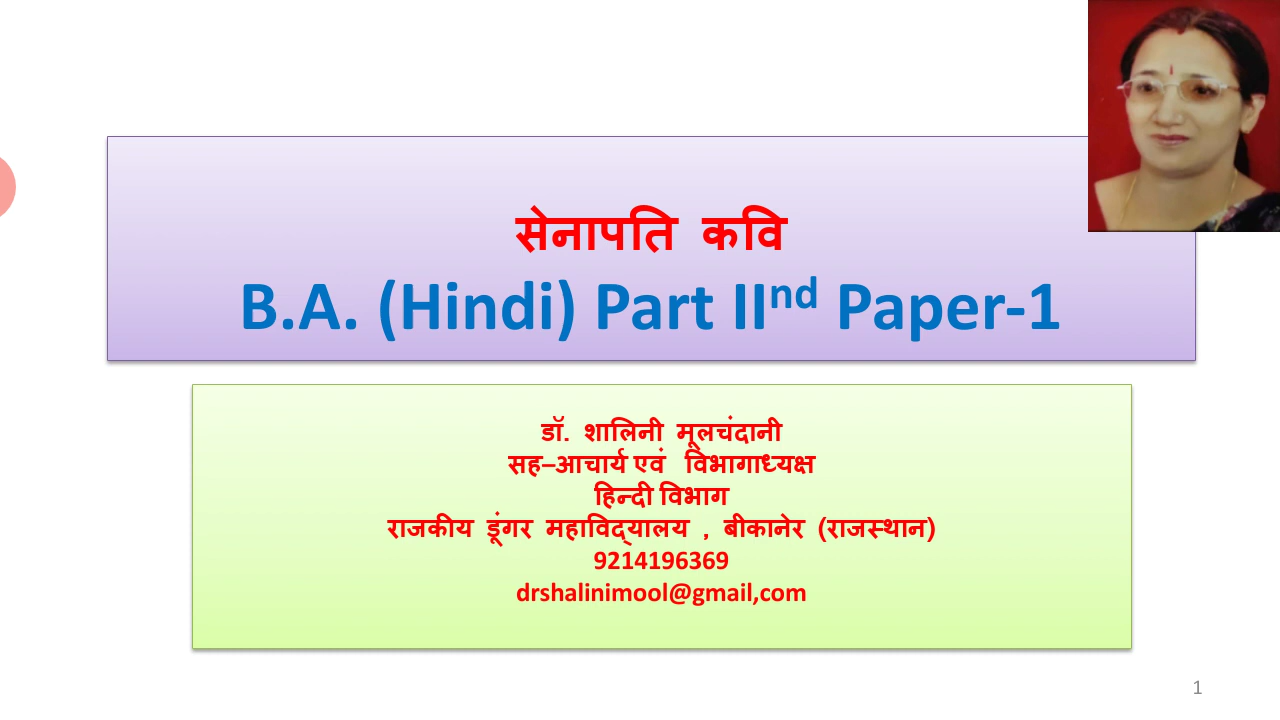 सेनापति कवि
B.A. (Hindi) Part IInd Paper-1
डॉ. शालिनी मूलचंदानी
सह–आचार्य एवं विभागाध्यक्ष
हिन्दी विभाग
राजकीय डूंगर महाविद्यालय , बीकानेर (राजस्थान)
9214196369
drshalinimool@gmail,com
1